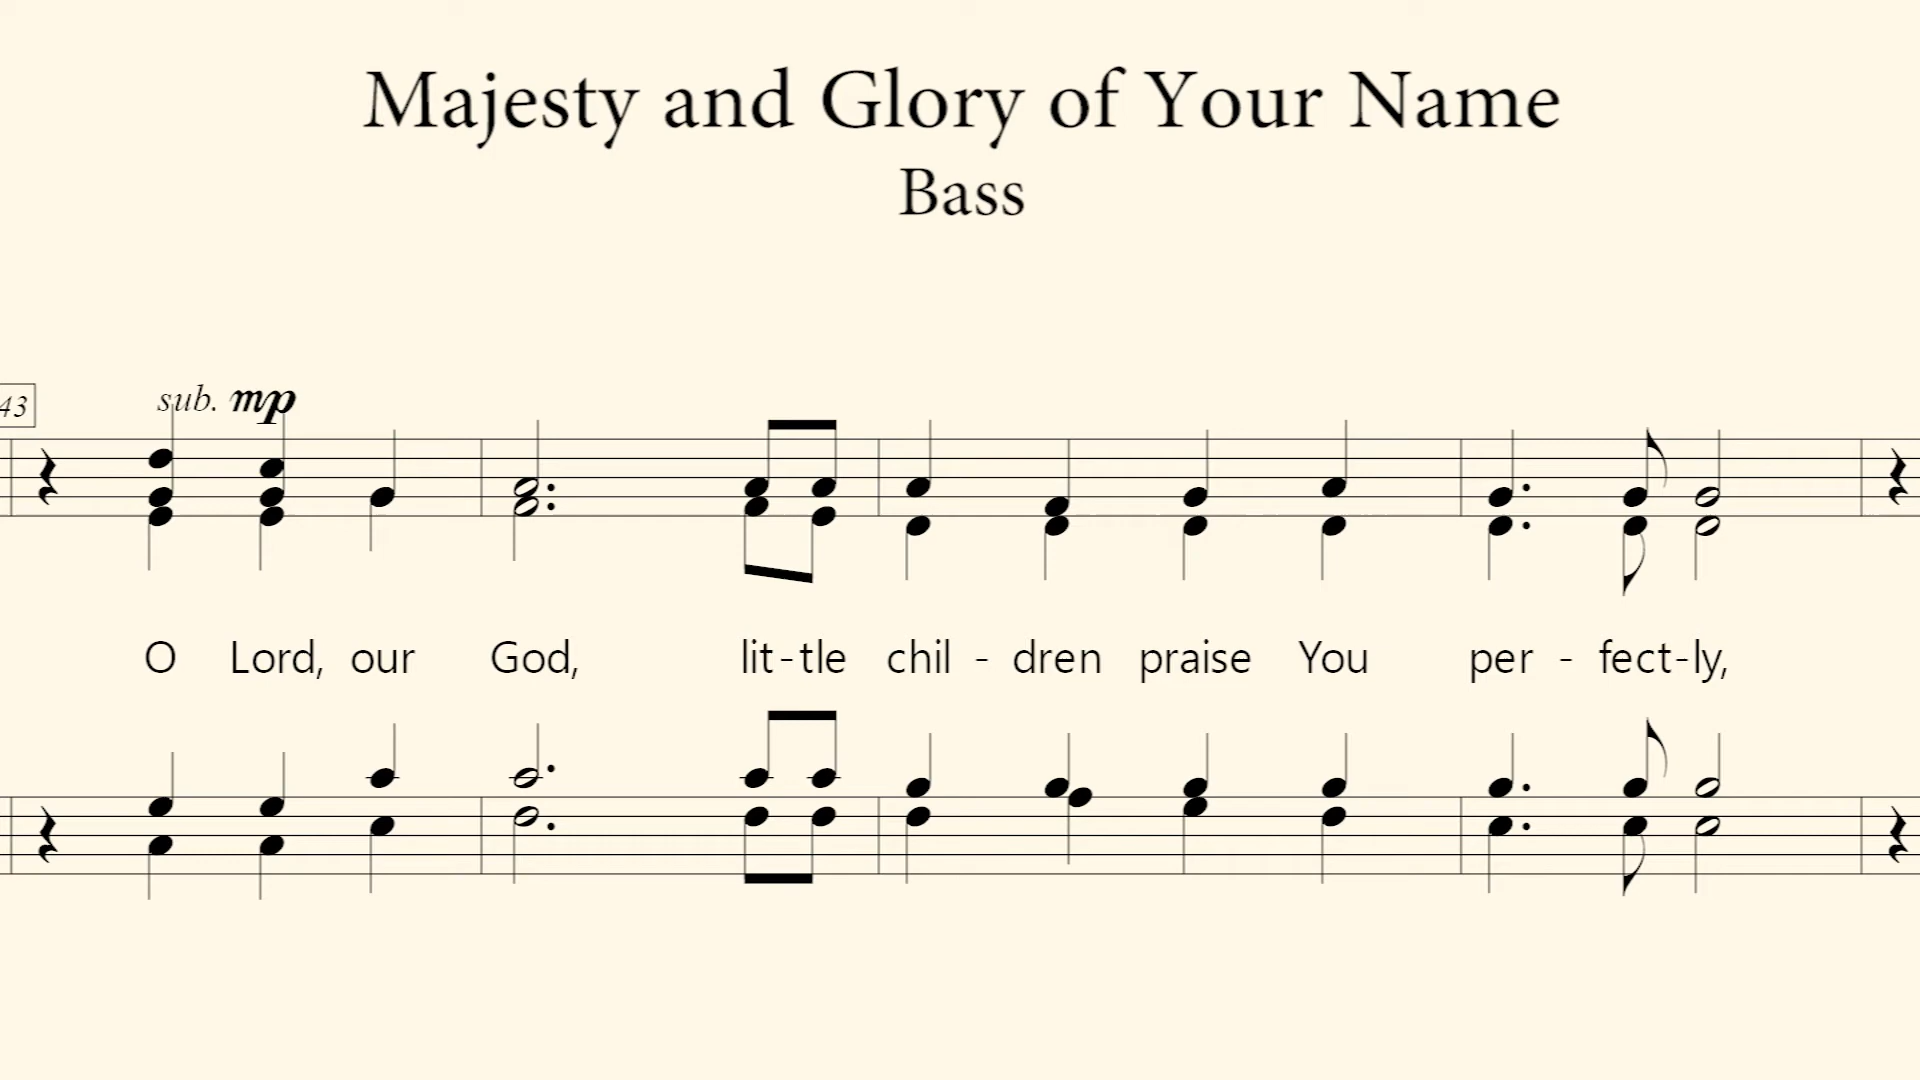 Majesty and Glory of Your Name
Bass
43
sub. mp
O Lord, our God, lit-tle chil - dren praise You per - fect-ly,